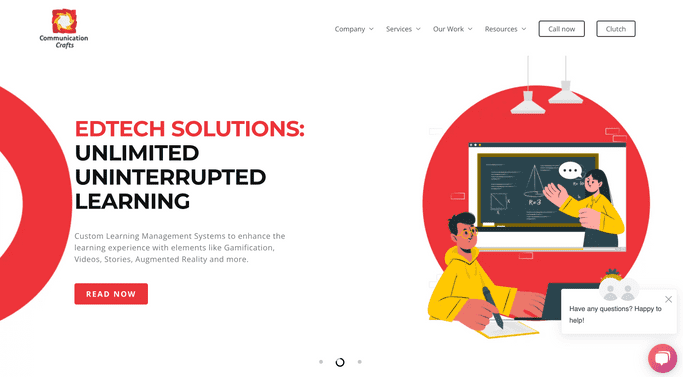 Communication
Crafts
Company
Services
Our Work
Resources
Call now
Clutch
EDTECH SOLUTIONS:
UNLIMITED
UNINTERRUPTED
LEARNING
Custom Learning Management Systems to enhance the
learning experience with elements like Gamification,
Videos, Stories, Augmented Reality and more.
READ NOW
Have any questions? Happy to
help!